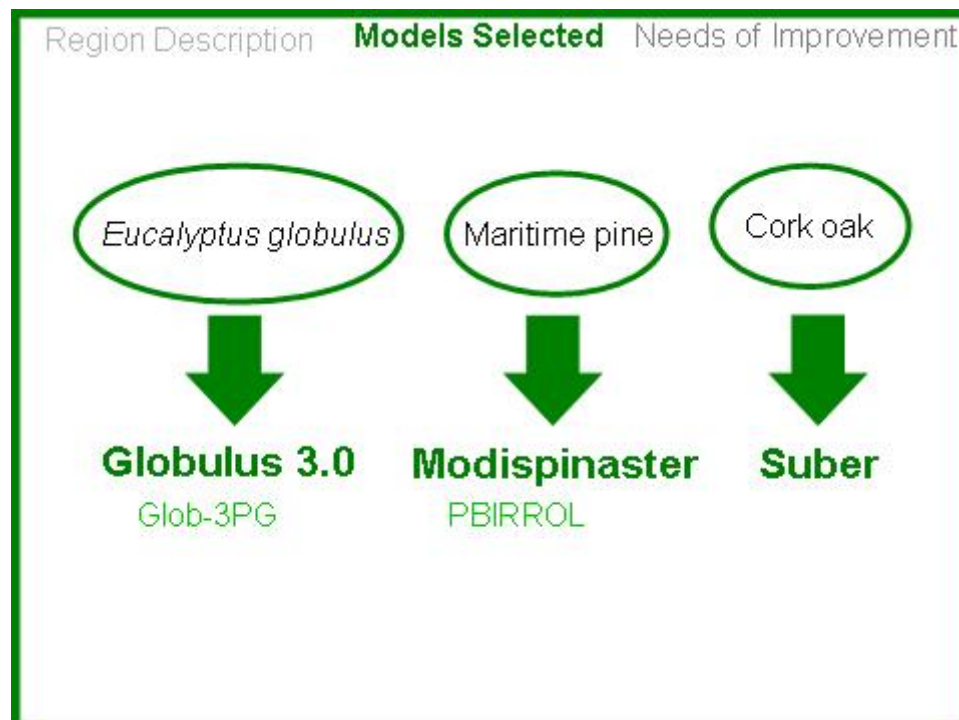 Region Description Models Selected Needs of Improvement
Eucalyptus globulus Maritime pine Cork oak
Globulus 3.0 Modispinaster Suber
Glob-3PG PBIRROL